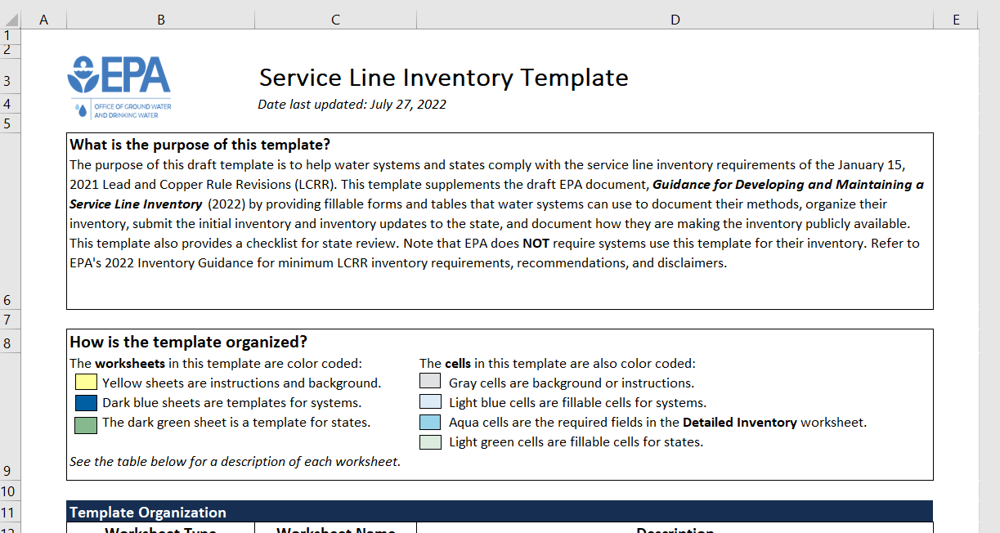 A B C D E
1
2
EPA
3
Service Line Inventory Template
OFFICE OF GROUND WATER
AND DRINKING WATER
4
Date last updated: July 27, 2022
5
What is the purpose of this template?
The purpose of this draft template is to help water systems and states comply with the service line inventory requirements of the January 15,
2021 Lead and Copper Rule Revisions (LCRR). This template supplements the draft EPA document, Guidance for Developing and Maintaining a
Service Line Inventory (2022) by providing fillable forms and tables that water systems can use to document their methods, organize their
inventory, submit the initial inventory and inventory updates to the state, and document how they are making the inventory publicly available.
This template also provides a checklist for state review. Note that EPA does NOT require systems use this template for their inventory. Refer to
EPA's 2022 Inventory Guidance for minimum LCRR inventory requirements, recommendations, and disclaimers.
6
7
8
How is the template organized?
The worksheets in this template are color coded:
Yellow sheets are instructions and background.
Dark blue sheets are templates for systems.
The dark green sheet is a template for states.
See the table below for a description of each worksheet.
The cells in this template are also color coded:
Gray cells are background or instructions.
Light blue cells are fillable cells for systems.
Aqua cells are the required fields in the Detailed Inventory worksheet.
Light green cells are fillable cells for states.
9
10
11
Template Organization
12
Worksheet Type Worksheet Name Description